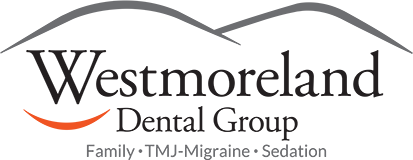 Westmoreland
Dental Group
Family • TMJ-Migraine • Sedation